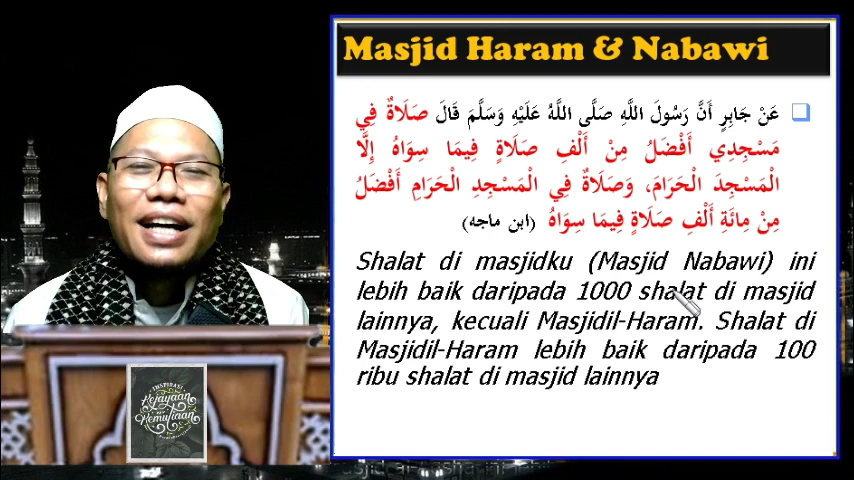 Masjid Haram & Nabawi
عَنْ جَابِرٍ أَنَّ رَسُولَ اللَّهِ صَلَّى اللَّهُ عَلَيْهِ وَسَلَّمَ قَالَ صَلَاةٌ فِي
مَسْجِدِي أَفْضَلُ مِنْ أَلْفِ صَلَاةٍ فِيمَا سِوَاهُ إِلَّا
الْمَسْجِدَ الْحَرَامَ، وَصَلَاةٌ فِي الْمَسْجِدِ الْحَرَامِ أَفْضَلُ
مِنْ مِائَةِ أَلْفِ صَلَاةٍ فِيمَا سِوَاهُ (ابن ماجه)
Shalat di masjidku (Masjid Nabawi) ini
lebih baik daripada 1000 shalat di masjid
lainnya, kecuali Masjidil-Haram. Shalat di
Masjidil-Haram lebih baik daripada 100
ribu shalat di masjid lainnya
INSPIRASI
Kejayaan
Kemuliaan